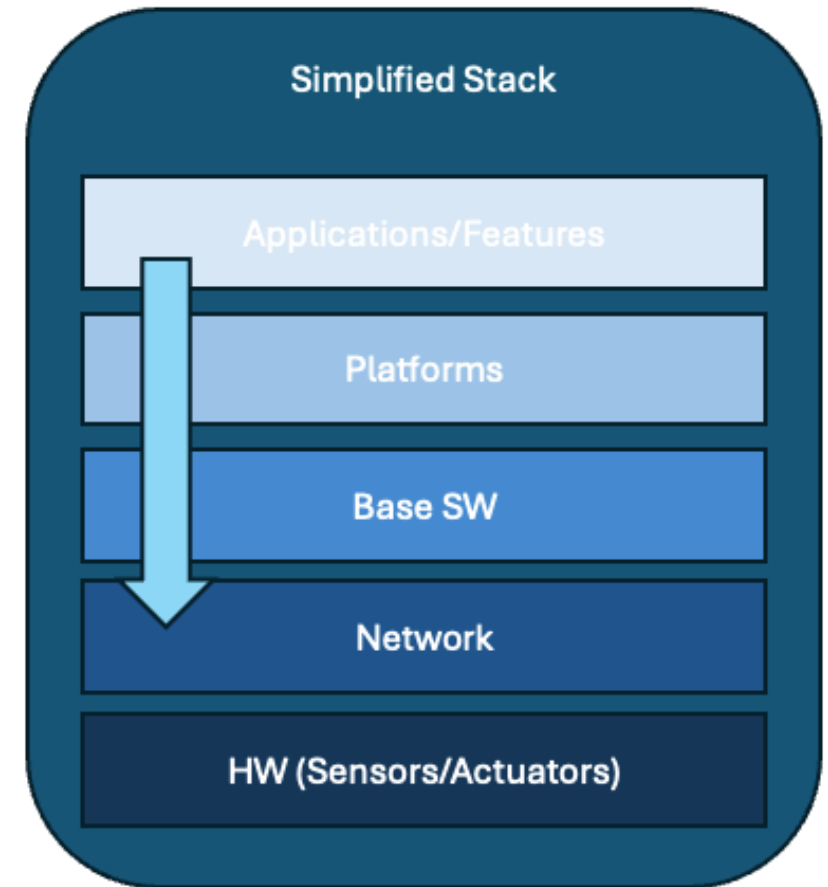 Simplified Stack
Applications/Features
Platforms
Base SW
Network
HW (Sensors/Actuators)